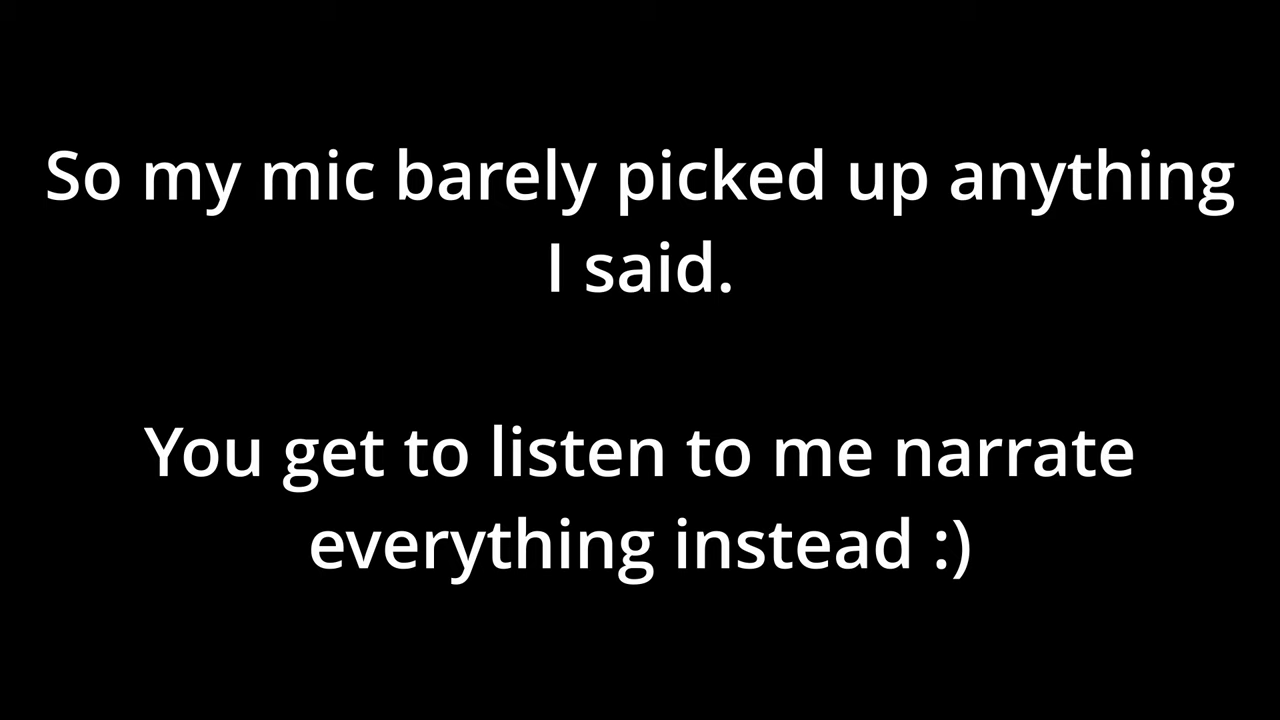 So my mic barely picked up anything
I said.
You get to listen to me narrate
everything instead :)